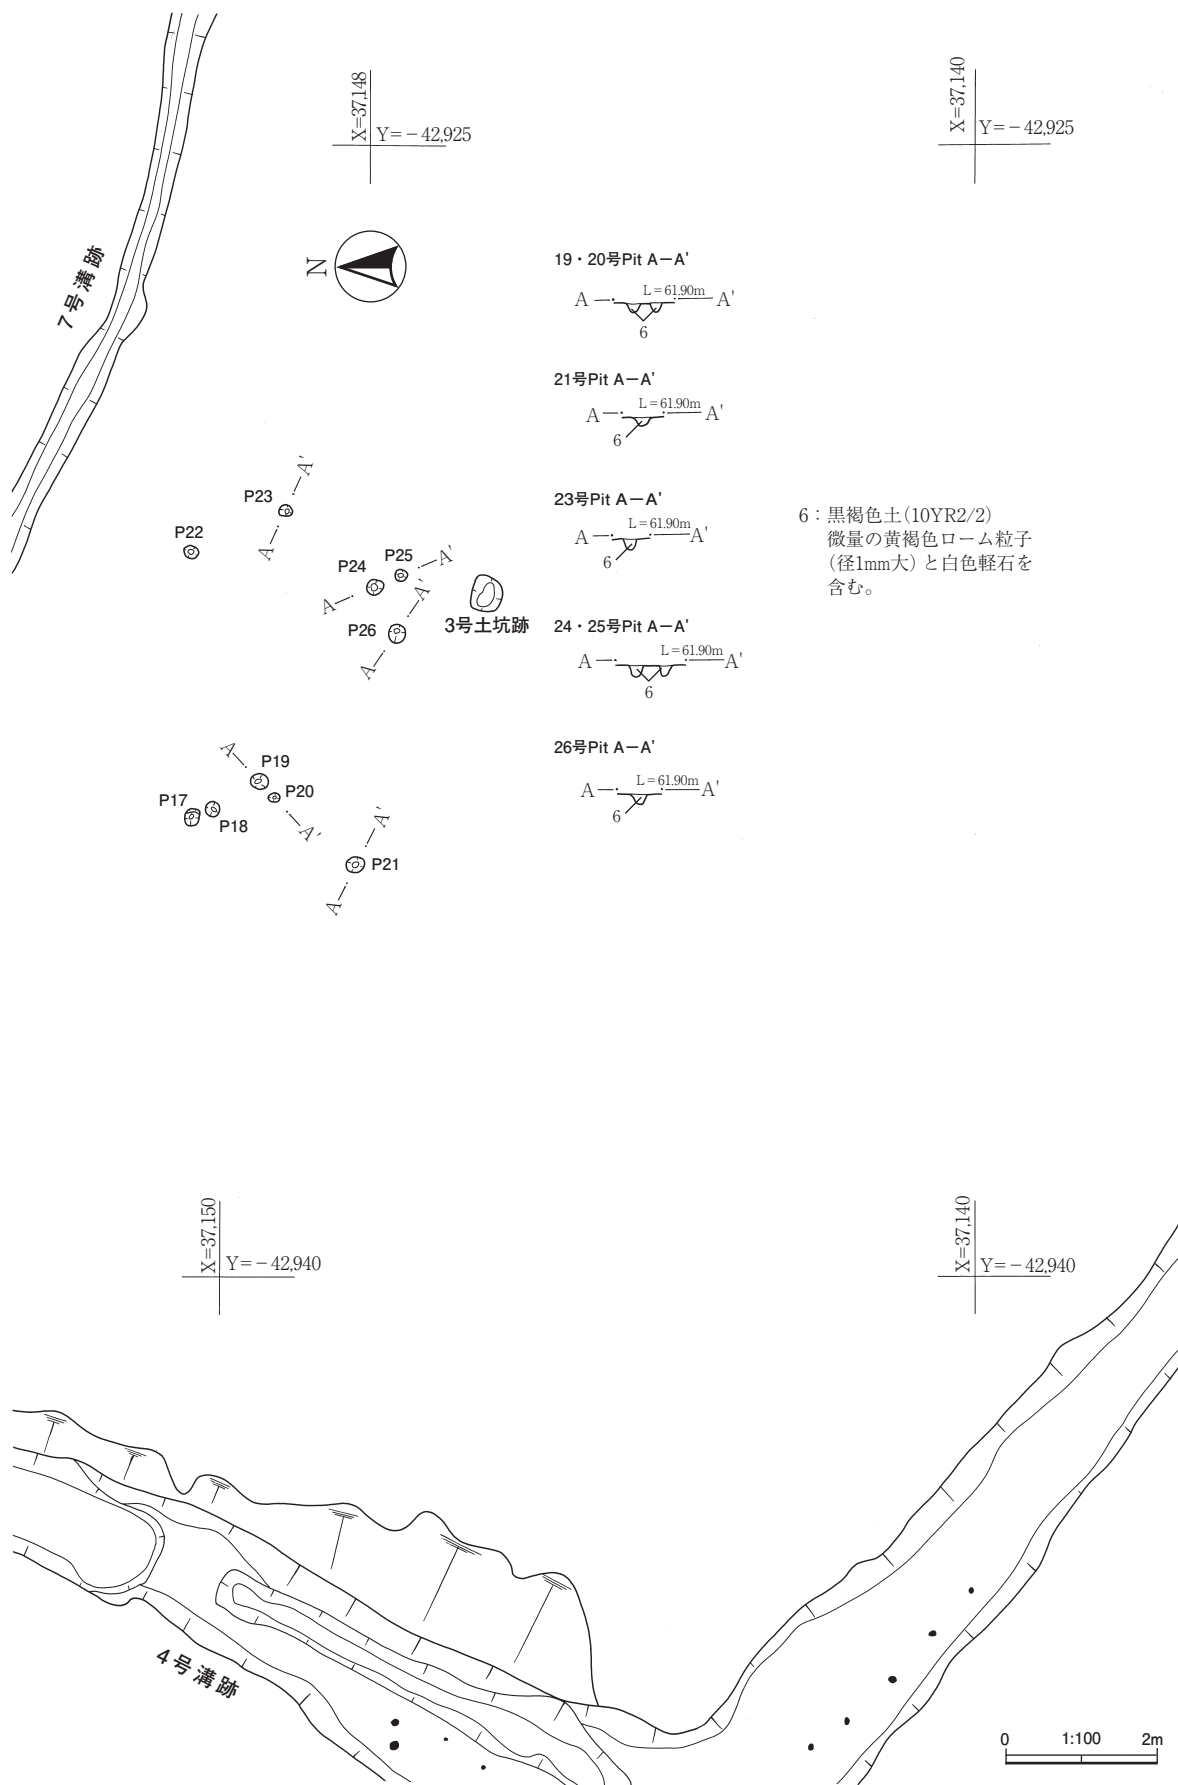 X=37,148
Y=－42,925
X=37,140
Y=－42,925
N
7号溝跡
19・20号Pit A－A'
A
L=61.90m
A'
6
21号Pit A－A'
A
L=61.90m
A'
6
23号Pit A－A'
A
L=61.90m
A'
6
6：黒褐色土(10YR2/2)
微量の黄褐色ローム粒子
(径1mm大) と白色軽石を
含む。
24・25号Pit A－A'
A
L=61.90m
A'
6
26号Pit A－A'
A
L=61.90m
A'
6
A'
P23
P22
A
P25
A'
P24
A'
A
P26
3号土坑跡
A
A
P19
P20
P17
P18
A'
A'
P21
A
X=37,150
Y=－42,940
X=37,140
Y=－42,940
4号溝跡
0
1:100
2m